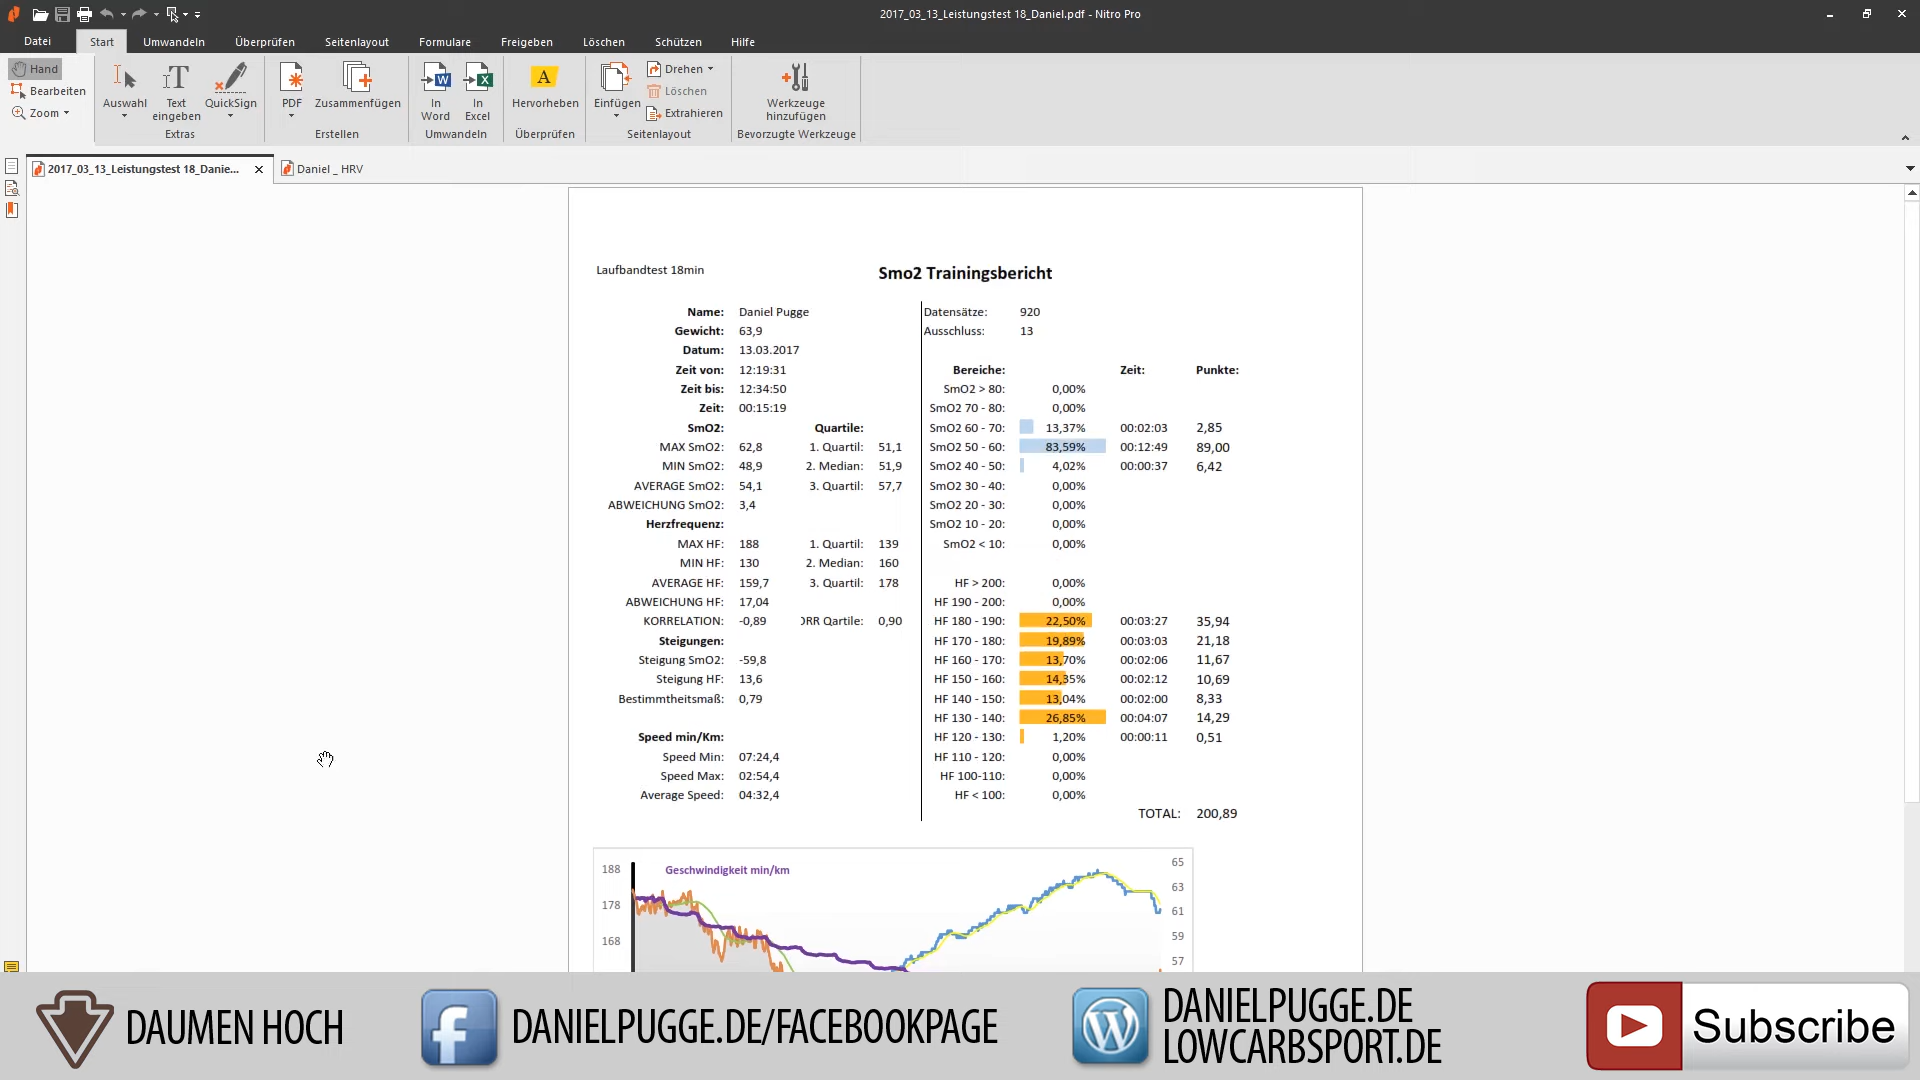 2017_03_13_Leistungstest 18_Daniel.pdf - Nitro Pro
Datei Start Umwandeln Überprüfen Seitenlayout Formulare Freigeben Löschen Schützen Hilfe
Hand
Bearbeiten
Zoom
Auswahl
Text eingeben
QuickSign
Extras
PDF
Zusammenfügen
Erstellen
In Word
In Excel
Umwandeln
A
Hervorheben
Überprüfen
Einfügen
Drehen
Löschen
Extrahieren
Seitenlayout
Werkzeuge hinzufügen
Bevorzugte Werkzeuge
2017_03_13_Leistungstest 18_Danie...
Daniel _ HRV
Laufbandtest 18min
Smo2 Trainingsbericht
Name: Daniel Pugge
Gewicht: 63,9
Datum: 13.03.2017
Zeit von: 12:19:31
Zeit bis: 12:34:50
Zeit: 00:15:19
SmO2: Quartile:
MAX SmO2: 62,8 1. Quartil: 51,1
MIN SmO2: 48,9 2. Median: 51,9
AVERAGE SmO2: 54,1 3. Quartil: 57,7
ABWEICHUNG SmO2: 3,4
Herzfrequenz:
MAX HF: 188 1. Quartil: 139
MIN HF: 130 2. Median: 160
AVERAGE HF: 159,7 3. Quartil: 178
ABWEICHUNG HF: 17,04
KORRELATION: -0,89 ORR Qartile: 0,90
Steigungen:
Steigung SmO2: -59,8
Steigung HF: 13,6
Bestimmtheitsmaß: 0,79
Speed min/Km:
Speed Min: 07:24,4
Speed Max: 02:54,4
Average Speed: 04:32,4
Datensätze: 920
Ausschluss: 13
Bereiche: Zeit: Punkte:
SmO2 > 80: 0,00%
SmO2 70 - 80: 0,00%
SmO2 60 - 70: 13,37% 00:02:03 2,85
SmO2 50 - 60: 83,59% 00:12:49 89,00
SmO2 40 - 50: 4,02% 00:00:37 6,42
SmO2 30 - 40: 0,00%
SmO2 20 - 30: 0,00%
SmO2 10 - 20: 0,00%
SmO2 < 10: 0,00%
HF > 200: 0,00%
HF 190 - 200: 0,00%
HF 180 - 190: 22,50% 00:03:27 35,94
HF 170 - 180: 19,89% 00:03:03 21,18
HF 160 - 170: 13,70% 00:02:06 11,67
HF 150 - 160: 14,35% 00:02:12 10,69
HF 140 - 150: 13,04% 00:02:00 8,33
HF 130 - 140: 26,85% 00:04:07 14,29
HF 120 - 130: 1,20% 00:00:11 0,51
HF 110 - 120: 0,00%
HF 100-110: 0,00%
HF < 100: 0,00%
TOTAL: 200,89
Geschwindigkeit min/km
188
178
168
65
63
61
59
57
DAUMEN HOCH
f
DANIELPUGGE.DE/FACEBOOKPAGE
W
DANIELPUGGE.DE
LOWCARBSPORT.DE
Subscribe